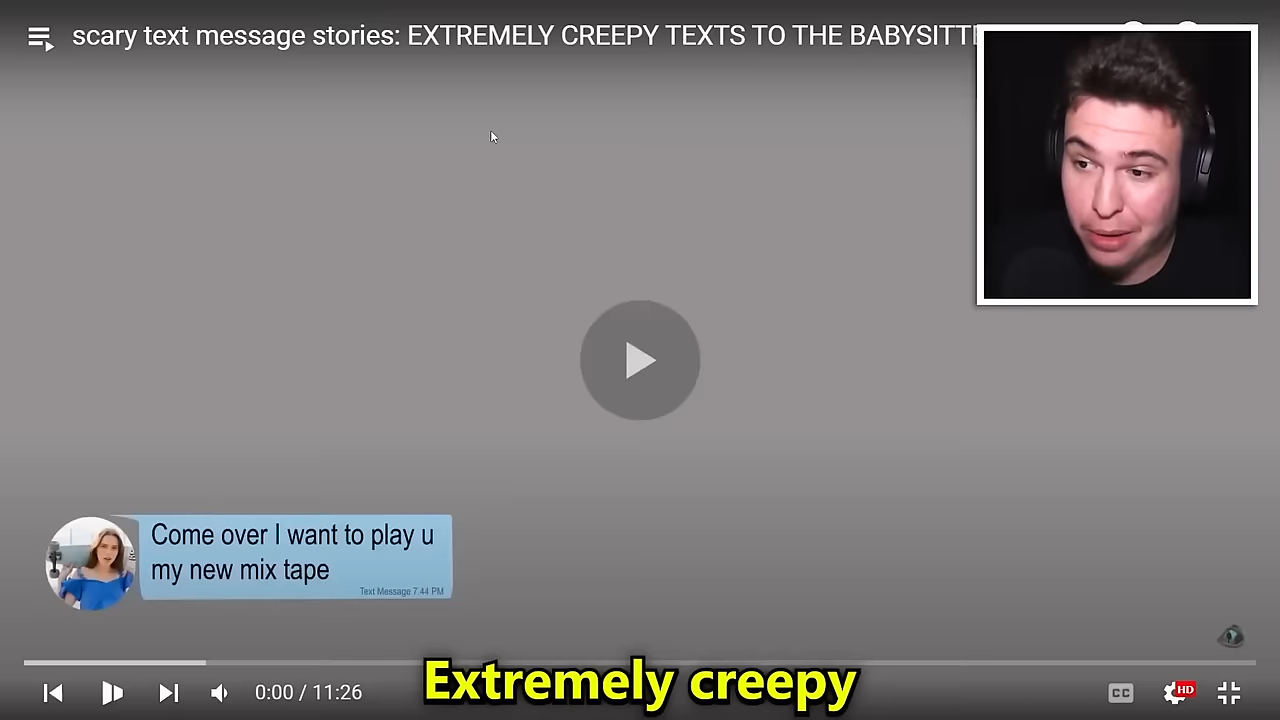 scary text message stories: EXTREMELY CREEPY TEXTS TO THE BABYSITTE
Come over I want to play u
my new mix tape
Text Message 7:44 PM
0:00 / 11:26
CC
HD
Extremely creepy